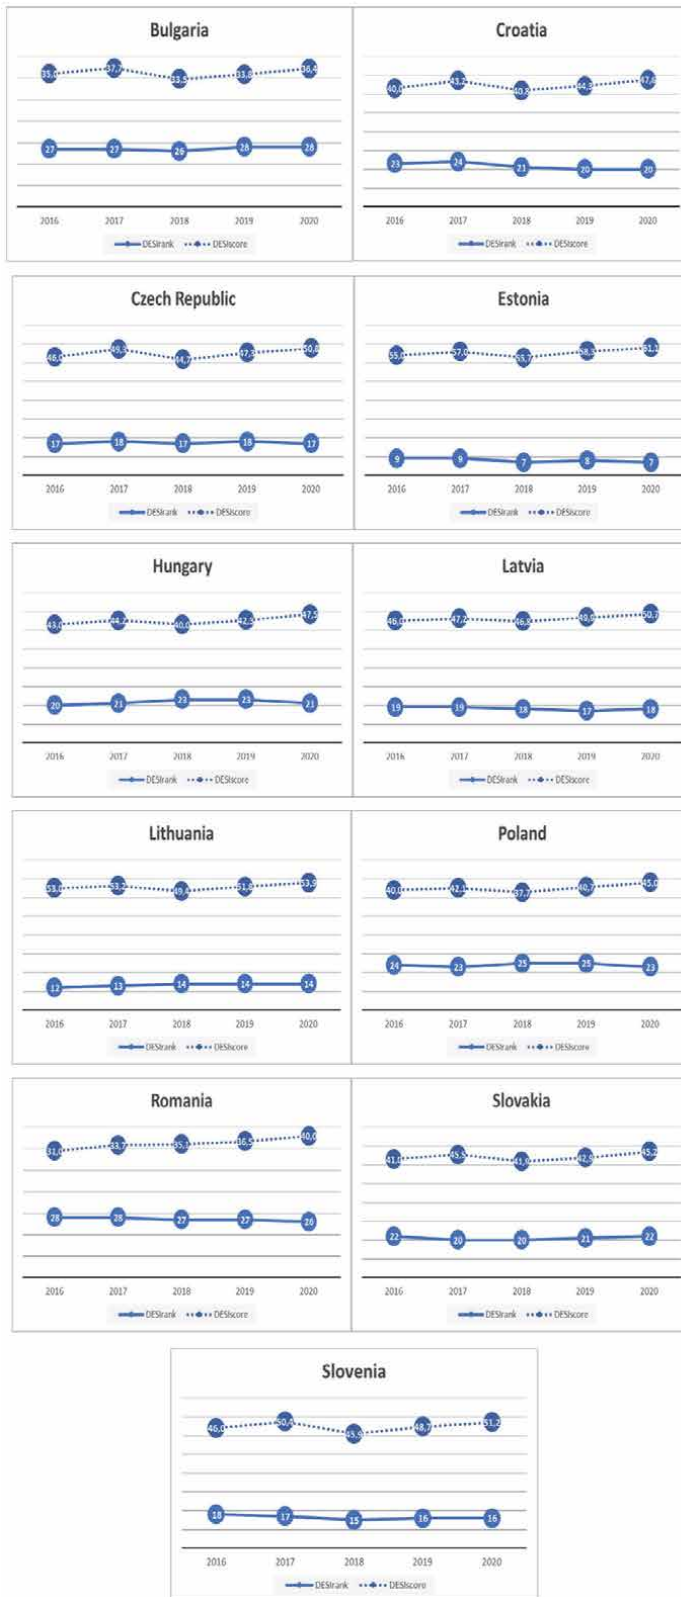 Bulgaria
35,0 37,7 33,5 33,8 36,4
27 27 26 28 28
2016 2017 2018 2019 2020
DESIrank DESIscore
Croatia
40,0 43,2 40,8 44,3 47,6
23 24 21 20 20
2016 2017 2018 2019 2020
DESIrank DESIscore
Czech Republic
46,0 49,3 44,7 47,3 50,8
17 18 17 18 17
2016 2017 2018 2019 2020
DESIrank DESIscore
Estonia
55,0 57,0 55,7 58,3 61,1
9 9 7 8 7
2016 2017 2018 2019 2020
DESIrank DESIscore
Hungary
43,0 44,2 40,0 42,3 47,5
20 21 23 23 21
2016 2017 2018 2019 2020
DESIrank DESIscore
Latvia
46,0 47,2 46,8 49,9 50,7
19 19 18 17 18
2016 2017 2018 2019 2020
DESIrank DESIscore
Lithuania
53,0 53,2 49,4 51,8 53,9
12 13 14 14 14
2016 2017 2018 2019 2020
DESIrank DESIscore
Poland
40,0 42,1 37,7 40,7 45,0
24 23 25 25 23
2016 2017 2018 2019 2020
DESIrank DESIscore
Romania
31,0 33,7 35,1 36,5 40,0
28 28 27 27 26
2016 2017 2018 2019 2020
DESIrank DESIscore
Slovakia
41,0 45,5 41,9 42,9 45,2
22 20 20 21 22
2016 2017 2018 2019 2020
DESIrank DESIscore
Slovenia
46,0 50,4 45,9 48,7 51,2
18 17 15 16 16
2016 2017 2018 2019 2020
DESIrank DESIscore